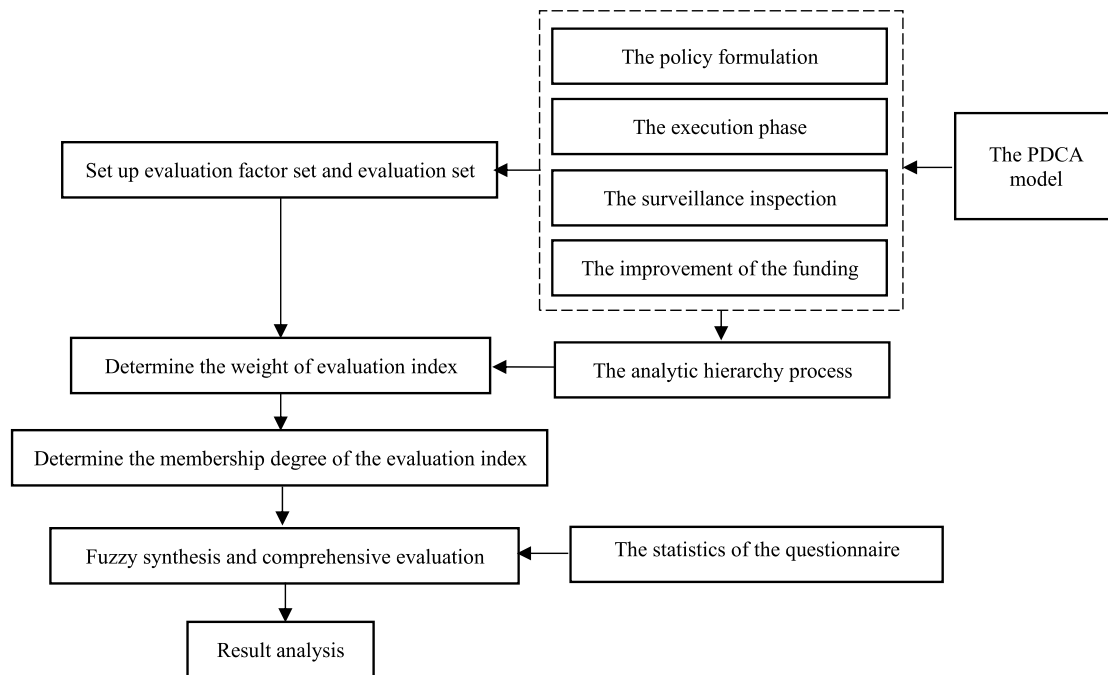 The policy formulation
The execution phase
The PDCA
model
Set up evaluation factor set and evaluation set
The surveillance inspection
The improvement of the funding
Determine the weight of evaluation index
The analytic hierarchy process
Determine the membership degree of the evaluation index
Fuzzy synthesis and comprehensive evaluation
The statistics of the questionnaire
Result analysis